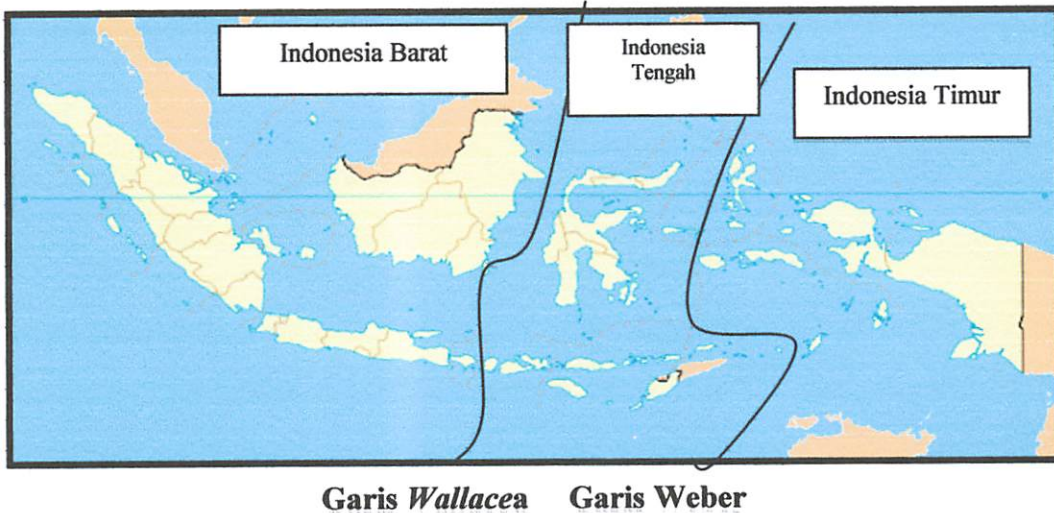 Indonesia Barat
Indonesia
Tengah
Indonesia Timur
Garis Wallacea
Garis Weber